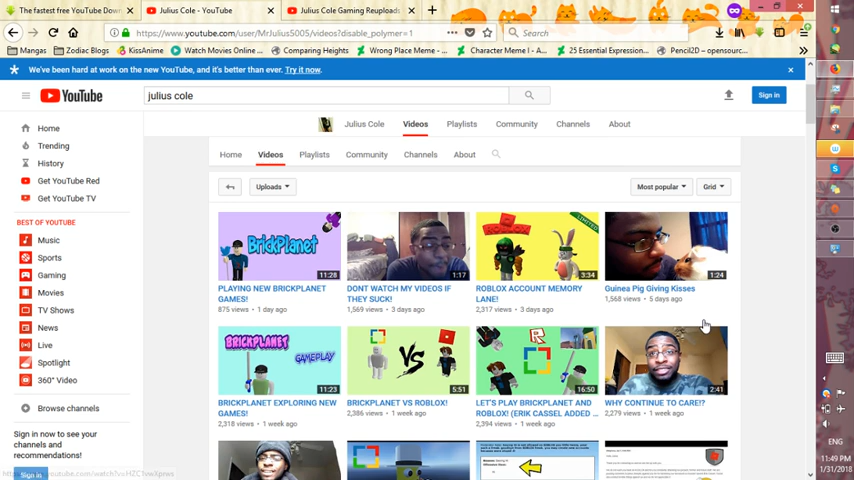 The fastest free YouTube Down
Julius Cole - YouTube
Julius Cole Gaming Reuploads
https://www.youtube.com/user/MrJulius5005/videos?disable_polymer=1
Search
Mangas
Zodiac Blogs
KissAnime
Watch Movies Online ...
Character Interactions
Wrong Place Meme - ...
Character Meme I - A...
25 Essential Expression...
Pencil2D – opensourc...
We've been hard at work on the new YouTube, and it's better than ever. Try it now.
YouTube
julius cole
Sign in
Julius Cole
Videos
Playlists
Community
Channels
About
Home
Videos
Playlists
Community
Channels
About
Home
Trending
History
Get YouTube Red
Get YouTube TV
BEST OF YOUTUBE
Music
Sports
Gaming
Movies
TV Shows
News
Live
Spotlight
360° Video
Browse channels
Sign in now to see your
channels and
recommendations!
Sign in
Uploads
Most popular
Grid
BRICKPLANET
11:28
1:17
LIMITED
3:34
1:24
PLAYING NEW BRICKPLANET
GAMES!
875 views • 1 day ago
DONT WATCH MY VIDEOS IF
THEY SUCK!
1,569 views • 3 days ago
ROBLOX ACCOUNT MEMORY
LANE!
2,317 views • 3 days ago
Guinea Pig Giving Kisses
1,568 views • 5 days ago
BRICKPLANET
GAMEPLAY
11:23
VS
5:51
16:50
2:41
BRICKPLANET EXPLORING NEW
GAMES!
2,318 views • 1 week ago
BRICKPLANET VS ROBLOX!
2,386 views • 1 week ago
LET'S PLAY BRICKPLANET AND
ROBLOX! (ERIK CASSEL ADDED ...
2,394 views • 1 week ago
WHY CONTINUE TO CARE!?
2,279 views • 1 week ago
ENG
11:49 PM
1/31/2018